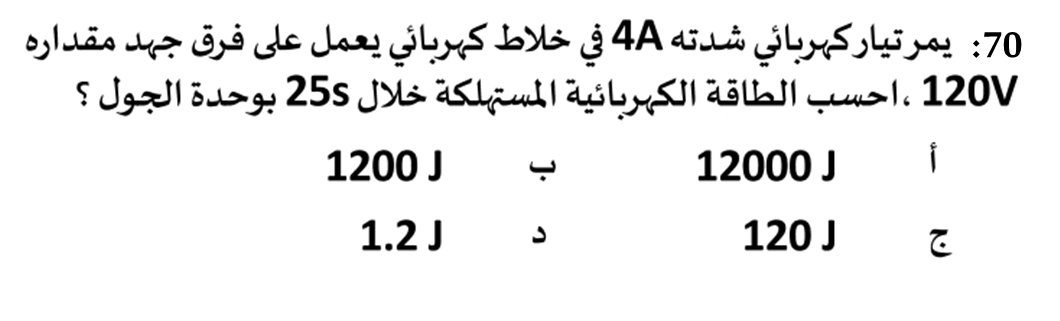 70: يمر تيار كهربائي شدته 4A في خلاط كهربائي يعمل على فرق جهد مقداره
120V ، احسب الطاقة الكهربائية المستهلكة خلال 25s بوحدة الجول ؟
أ 12000 J ب 1200 J
ج 120 J د 1.2 J